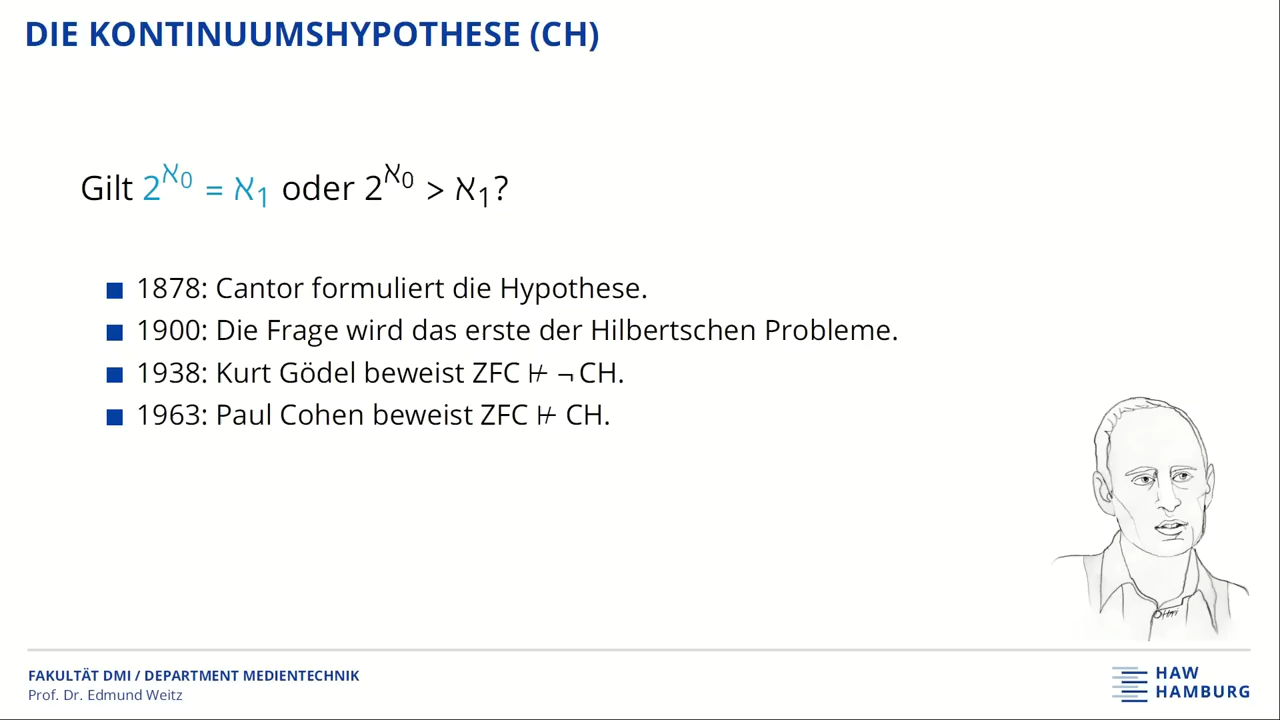 DIE KONTINUUMSHYPOTHESE (CH)
Gilt 2^ℵ₀ = ℵ₁ oder 2^ℵ₀ > ℵ₁?
■ 1878: Cantor formuliert die Hypothese.
■ 1900: Die Frage wird das erste der Hilbertschen Probleme.
■ 1938: Kurt Gödel beweist ZFC ⊬ ¬CH.
■ 1963: Paul Cohen beweist ZFC ⊬ CH.
FAKULTÄT DMI / DEPARTMENT MEDIENTECHNIK
Prof. Dr. Edmund Weitz
HAW
HAMBURG